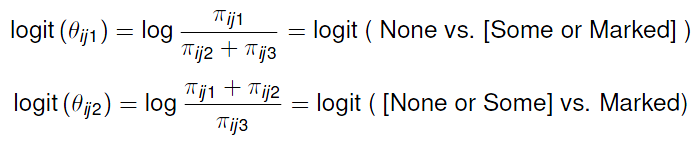 logit (θij1) = log πij1 / πij2 + πij3 = logit ( None vs. [Some or Marked] )
logit (θij2) = log πij1 + πij2 / πij3 = logit ( [None or Some] vs. Marked)